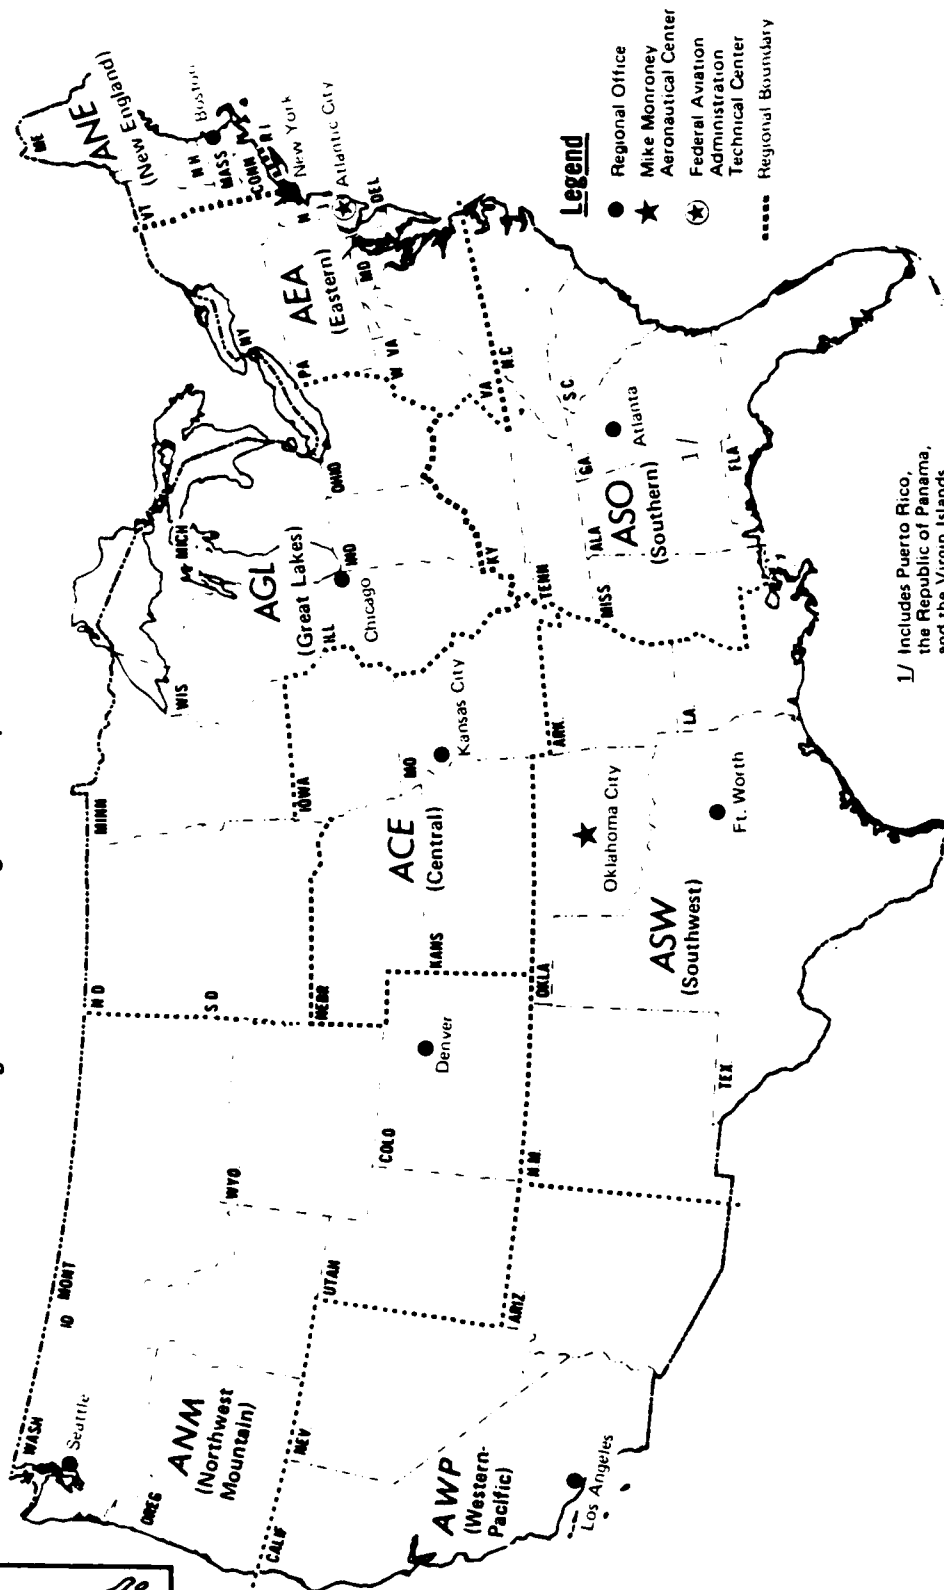 WASH
Seattle
ID
MONT
OREG
ANM
(Northwest
Mountain)
CALIF
NEV
AWP
(Western-
Pacific)
Los Angeles
UTAH
ARIZ
WYO
COLO
Denver
N.M.
N D
S D
NEBR
KANS
ACE
(Central)
Kansas City
MO
IOWA
MINN
WIS
OKLA
Oklahoma City
ASW
(Southwest)
Ft. Worth
TEX
ARK
LA
MICH
AGL
(Great Lakes)
ILL
IND
Chicago
OHIO
KY
TENN
MISS
ALA
GA
ASO
(Southern)
1/
Atlanta
FLA
S C
N.C
VA
W VA
PA
NY
AEA
(Eastern)
MD
DEL
N J
Atlantic City
New York
ME
ANE
(New England)
VT
N H
MASS
Boston
CONN
R I
Legend
Regional Office
Mike Monroney
Aeronautical Center
Federal Aviation
Administration
Technical Center
Regional Boundary
1/ Includes Puerto Rico,
the Republic of Panama,
and the Virgin Islands